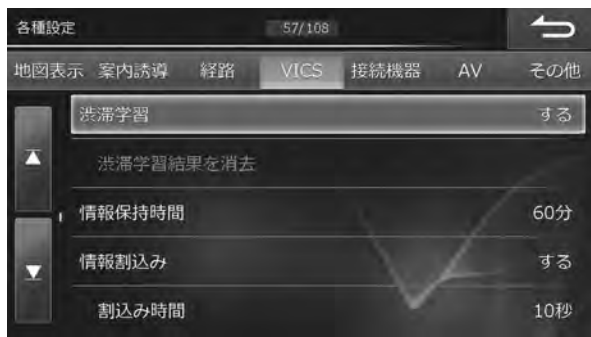 各種設定 57/108
地図表示 案内誘導 経路 VICS 接続機器 AV その他
渋滞学習 する
渋滞学習結果を消去
情報保持時間 60分
情報割込み する
割込み時間 10秒